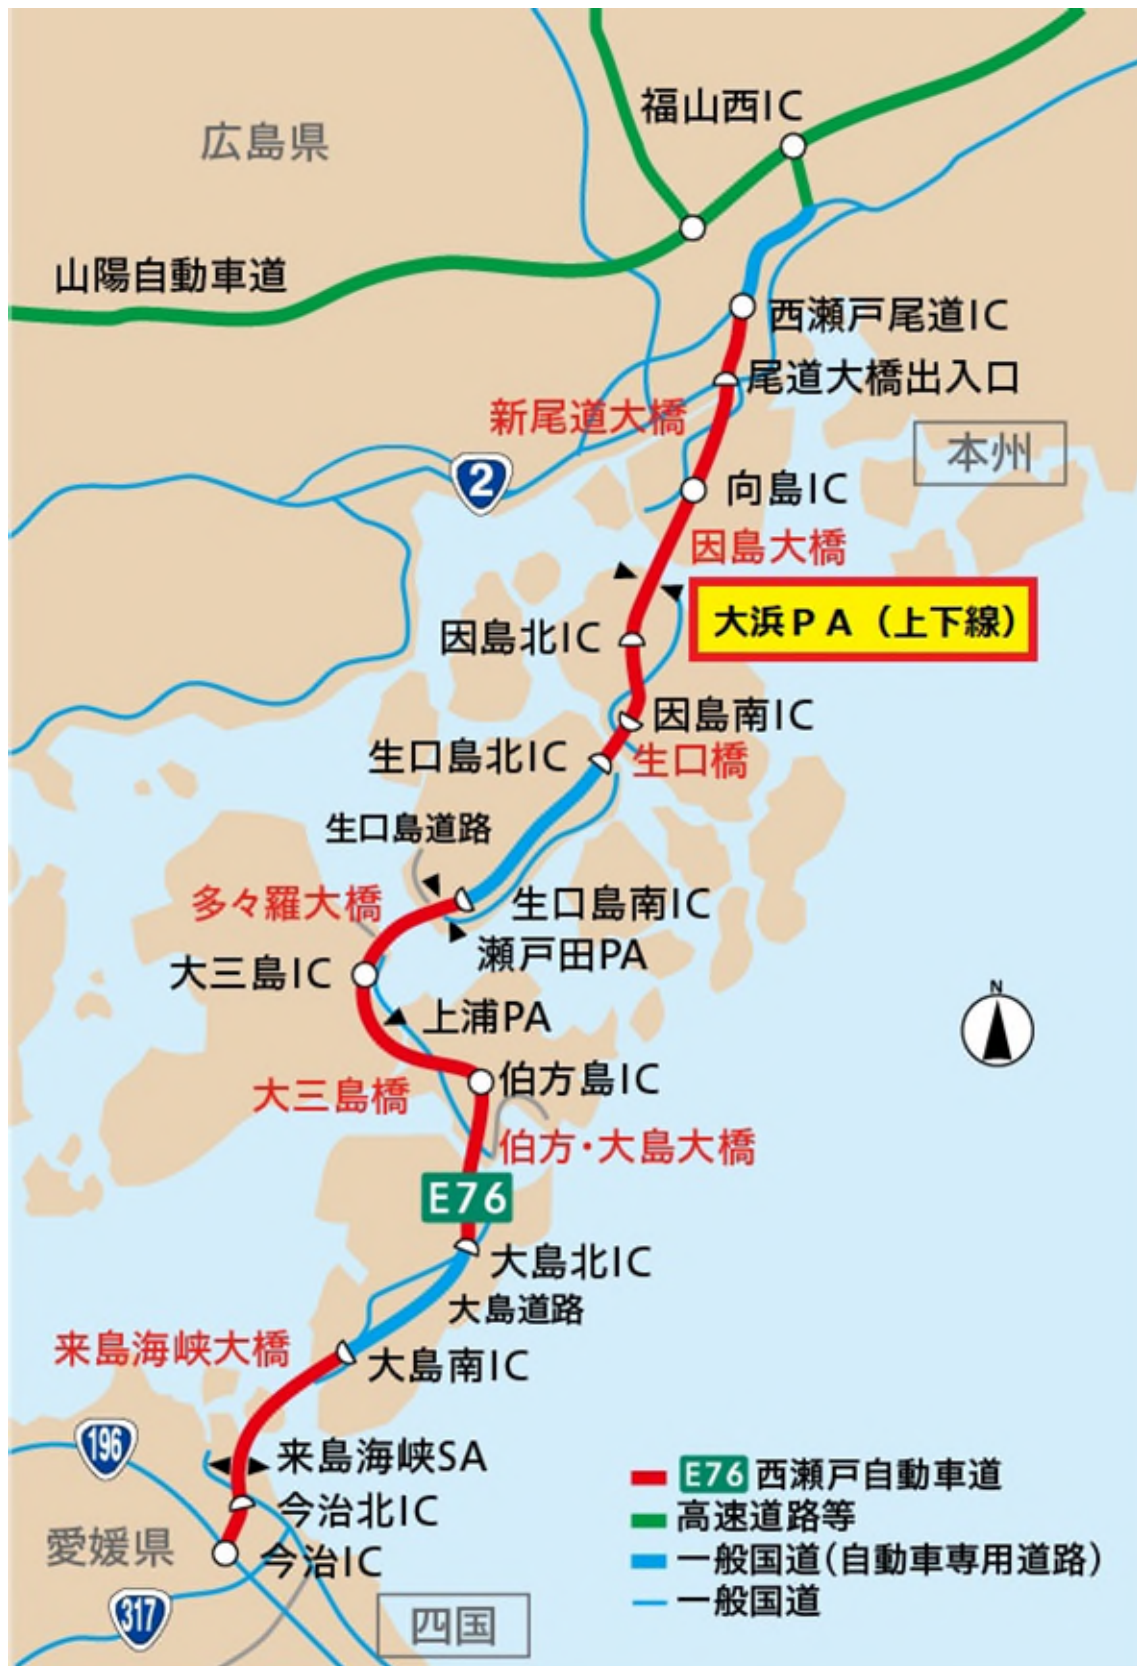 福山西IC
広島県
山陽自動車道
西瀬戸尾道IC
尾道大橋出入口
新尾道大橋
本州
2
向島IC
因島大橋
大浜PA（上下線）
因島北IC
因島南IC
生口島北IC
生口橋
生口島道路
多々羅大橋
生口島南IC
瀬戸田PA
大三島IC
N
上浦PA
伯方島IC
大三島橋
伯方・大島大橋
E76
大島北IC
大島道路
来島海峡大橋
大島南IC
196
来島海峡SA
今治北IC
愛媛県
今治IC
317
四国
E76 西瀬戸自動車道
高速道路等
一般国道(自動車専用道路)
一般国道